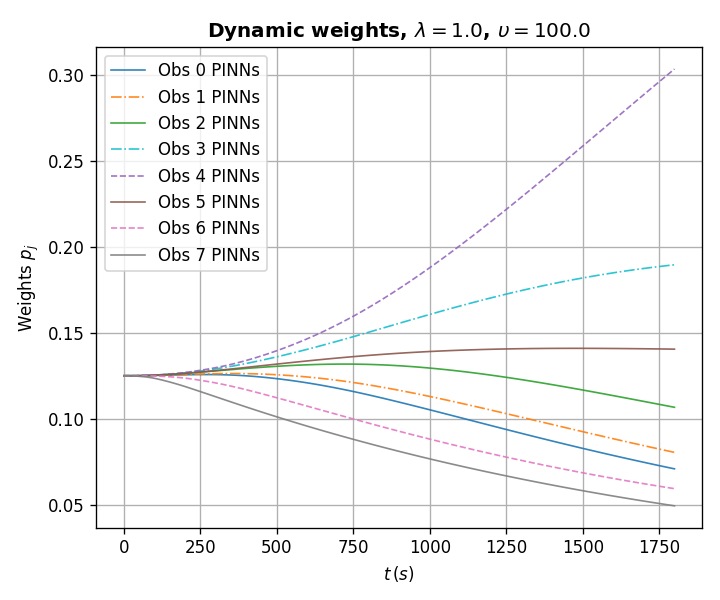 Dynamic weights, λ = 1.0, υ = 100.0
0.30
0.25
0.20
0.15
0.10
0.05
Weights p_j
Obs 0 PINNs
Obs 1 PINNs
Obs 2 PINNs
Obs 3 PINNs
Obs 4 PINNs
Obs 5 PINNs
Obs 6 PINNs
Obs 7 PINNs
0 250 500 750 1000 1250 1500 1750
t (s)